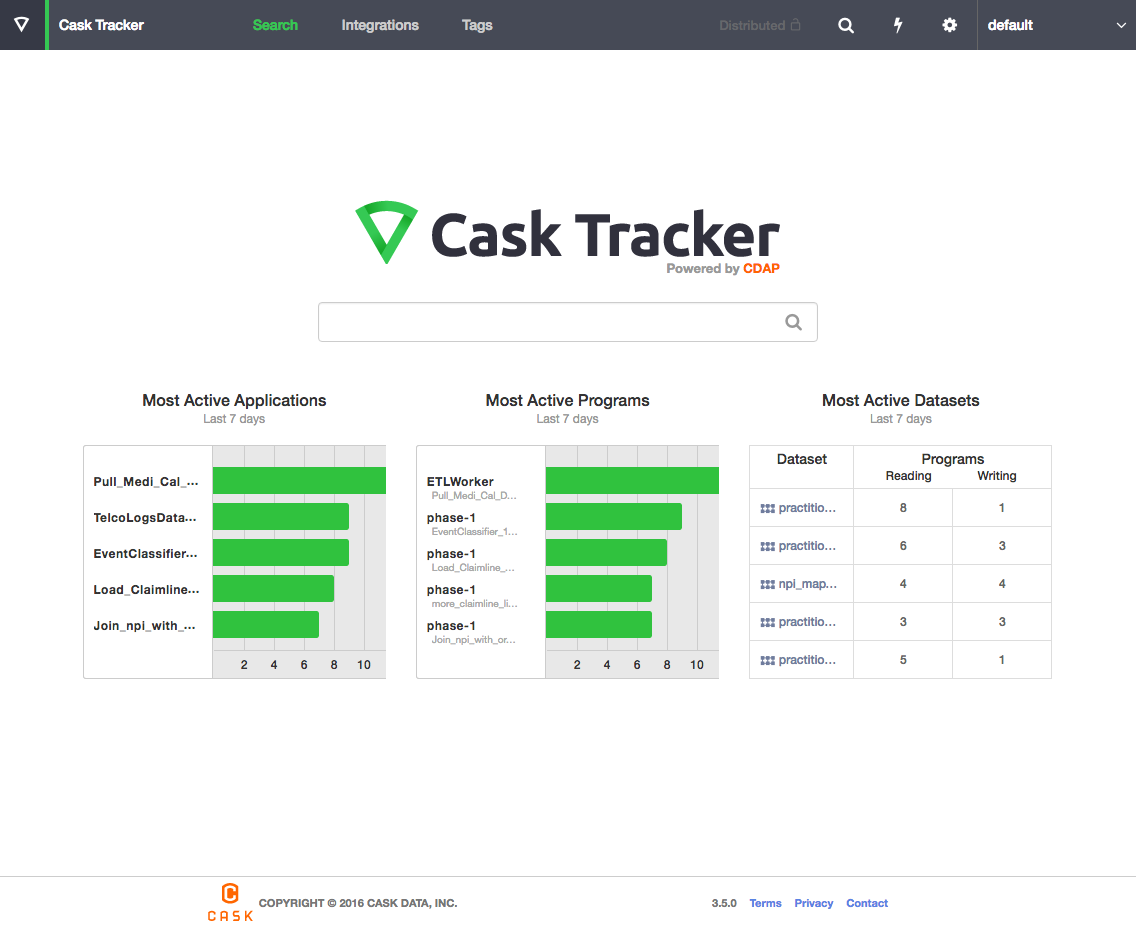 Cask Tracker Search Integrations Tags Distributed default
Cask Tracker
Powered by CDAP
Most Active Applications
Last 7 days
Pull_Medi_Cal_...
TelcoLogsData...
EventClassifier...
Load_Claimline...
Join_npi_with_...
2 4 6 8 10
Most Active Programs
Last 7 days
ETLWorker
Pull_Medi_Cal_D...
phase-1
EventClassifier_1...
phase-1
Load_Claimline_...
phase-1
more_claimline_li...
phase-1
Join_npi_with_or...
2 4 6 8 10
Most Active Datasets
Last 7 days
Dataset Programs
Reading Writing
practitio... 8 1
practitio... 6 3
npi_map... 4 4
practitio... 3 3
practitio... 5 1
CASK
COPYRIGHT © 2016 CASK DATA, INC.
3.5.0 Terms Privacy Contact